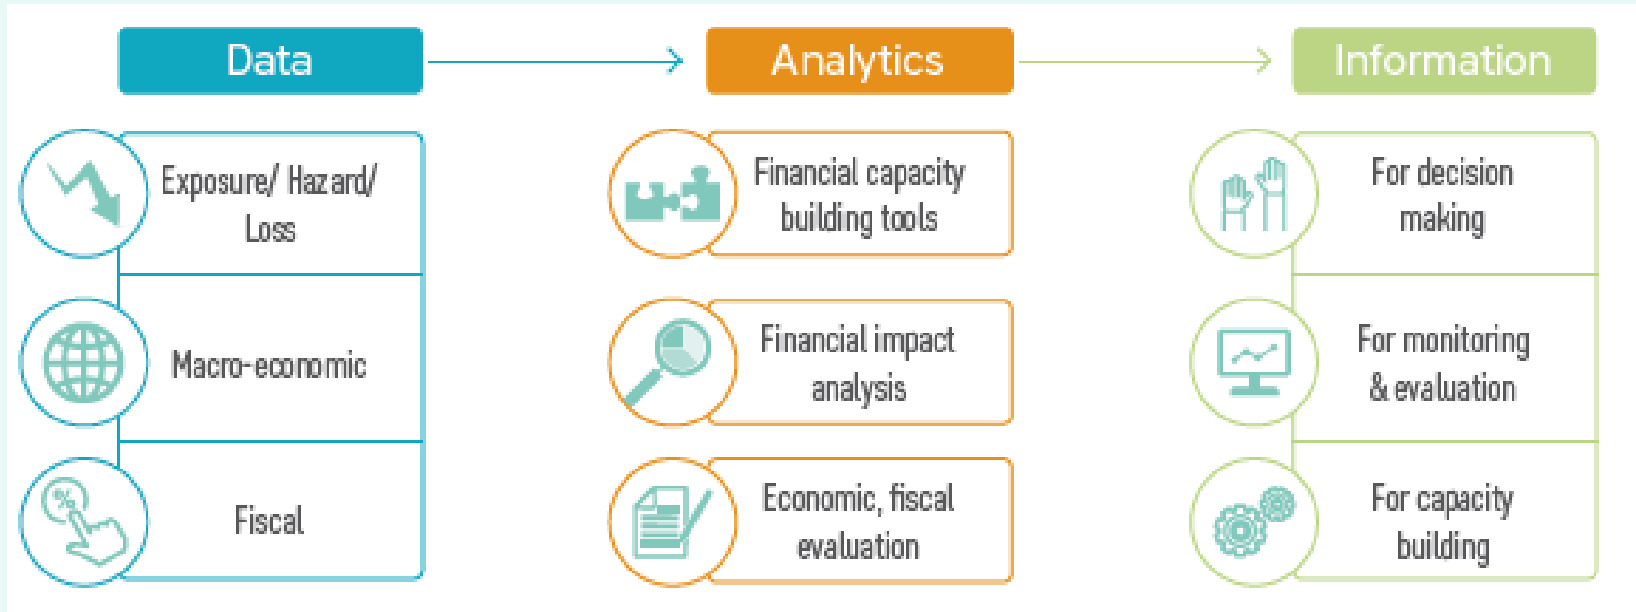 Data
Analytics
Information
Exposure/ Hazard/
Loss
Macro-economic
%
Fiscal
Financial capacity
building tools
Financial impact
analysis
Economic, fiscal
evaluation
For decision
making
For monitoring
& evaluation
For capacity
building